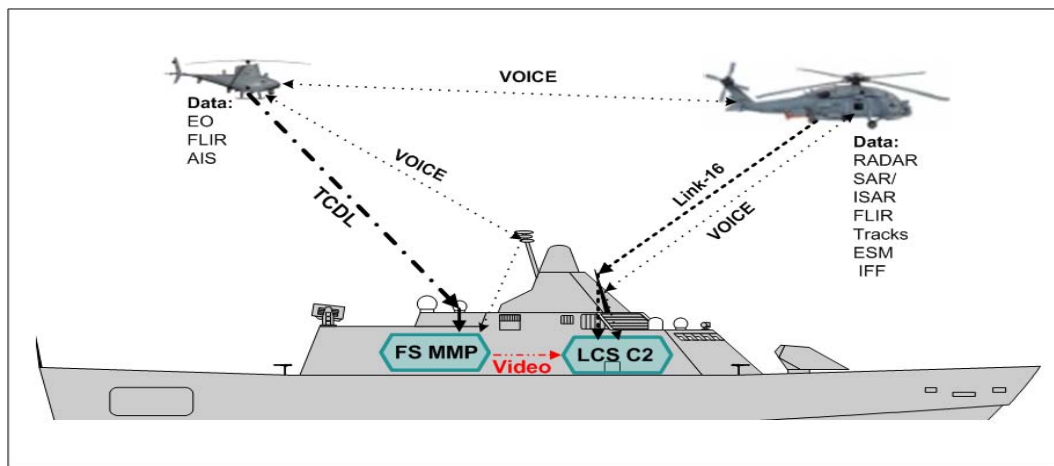 VOICE
Data:
EO
FLIR
AIS
VOICE
TCDL
Link-16
VOICE
Data:
RADAR
SAR/
ISAR
FLIR
Tracks
ESM
IFF
FS MMP
Video
LCS C2